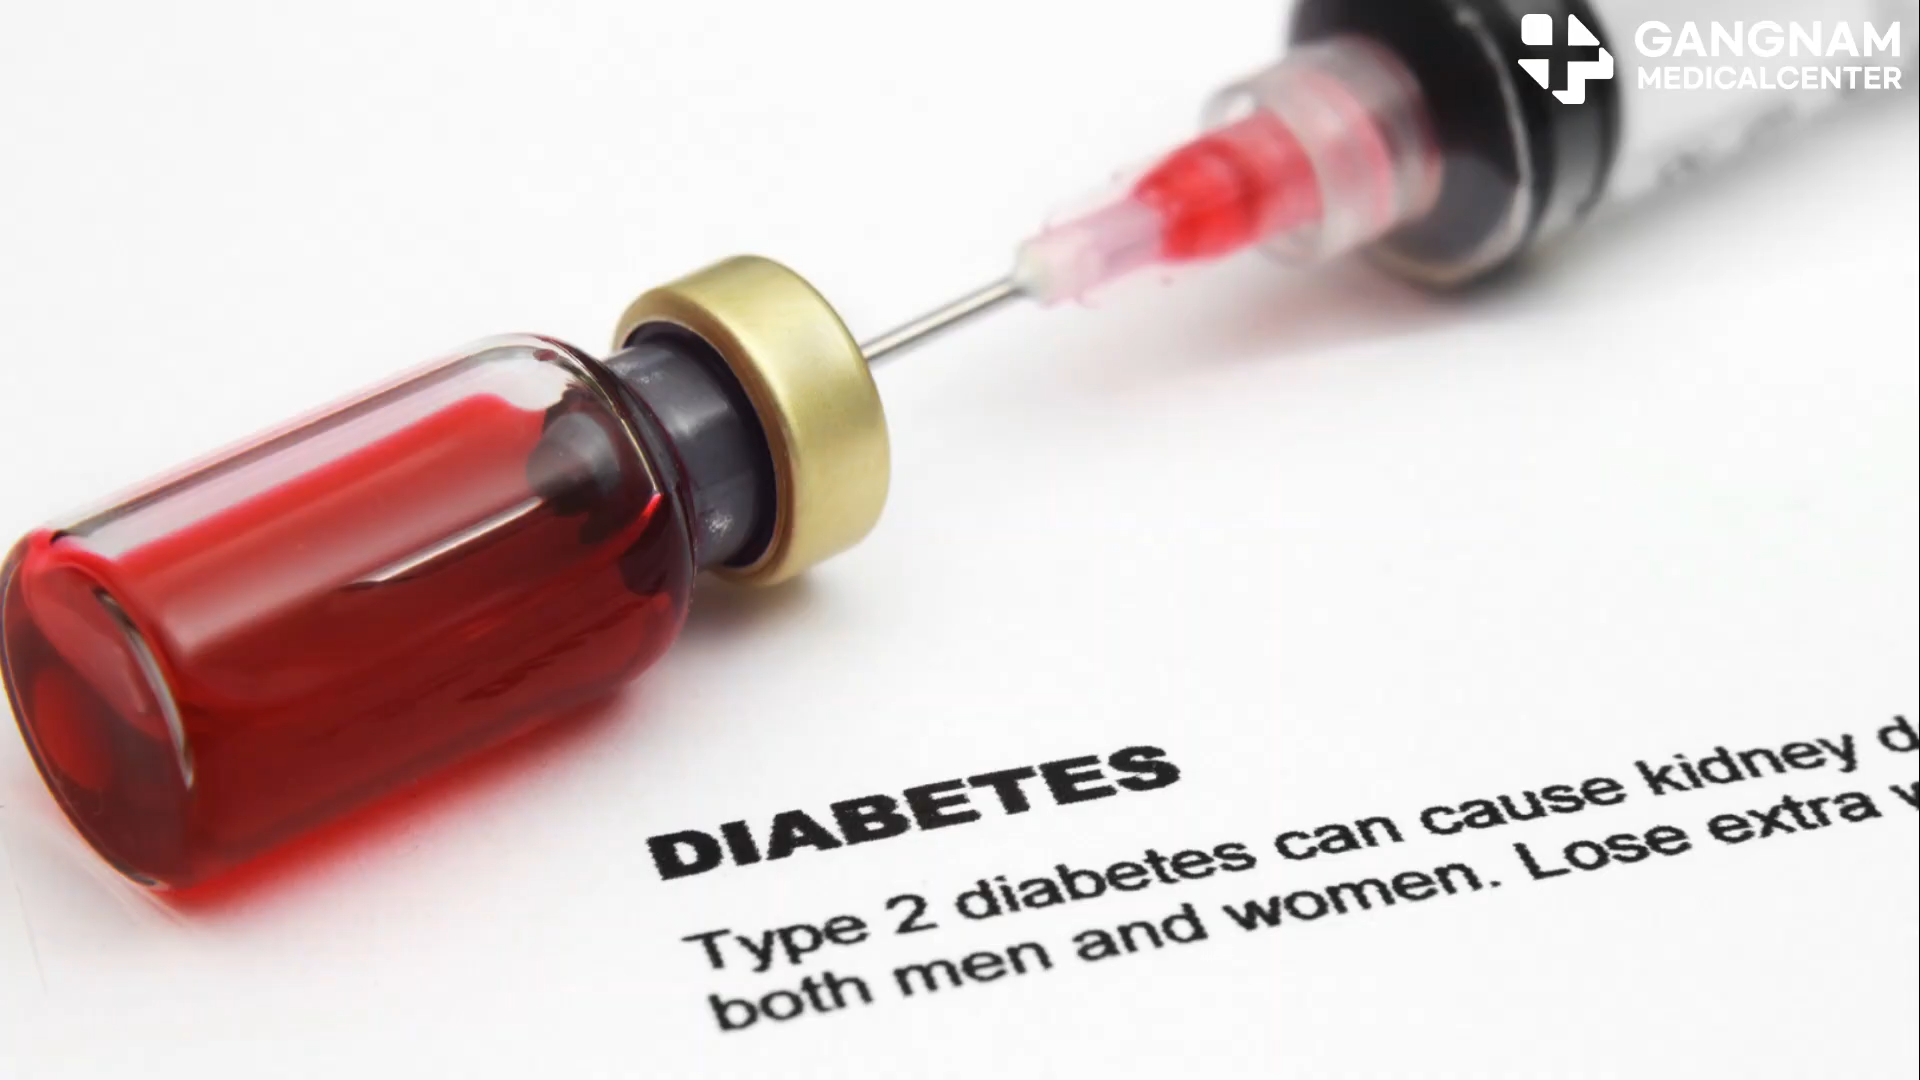 GANGNAM
MEDICALCENTER
DIABETES
Type 2 diabetes can cause kidney
both men and women. Lose extra